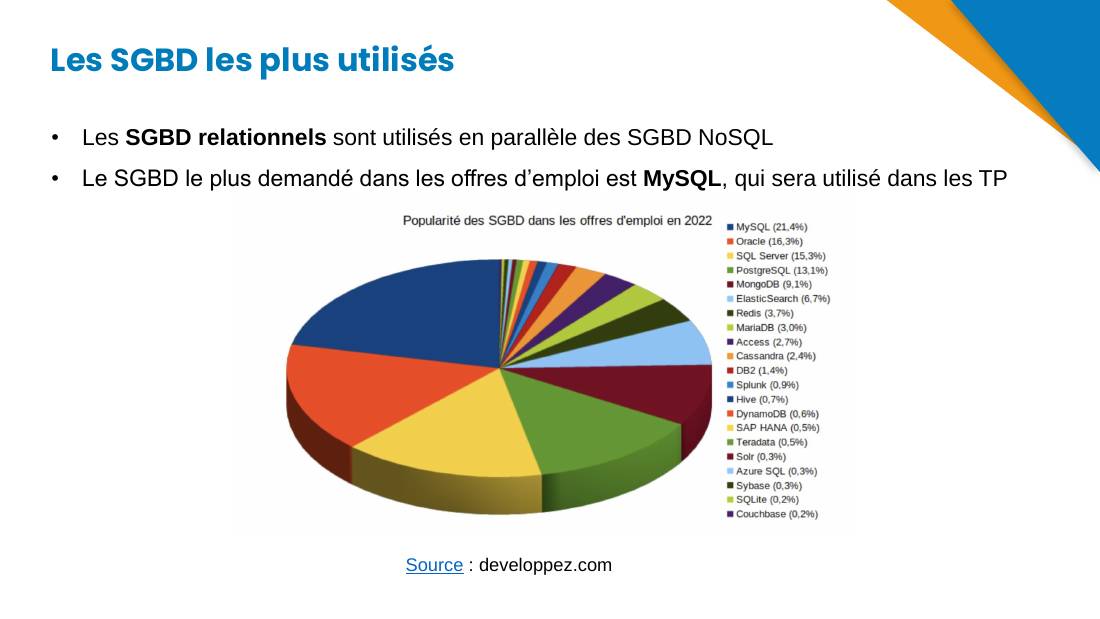 Les SGBD les plus utilisés
• Les SGBD relationnels sont utilisés en parallèle des SGBD NoSQL
• Le SGBD le plus demandé dans les offres d’emploi est MySQL, qui sera utilisé dans les TP
Popularité des SGBD dans les offres d'emploi en 2022
MySQL (21,4%)
Oracle (16,3%)
SQL Server (15,3%)
PostgreSQL (13,1%)
MongoDB (9,1%)
ElasticSearch (6,7%)
Redis (3,7%)
MariaDB (3,0%)
Access (2,7%)
Cassandra (2,4%)
DB2 (1,4%)
Splunk (0,9%)
Hive (0,7%)
DynamoDB (0,6%)
SAP HANA (0,5%)
Teradata (0,5%)
Solr (0,3%)
Azure SQL (0,3%)
Sybase (0,3%)
SQLite (0,2%)
Couchbase (0,2%)
Source : developpez.com